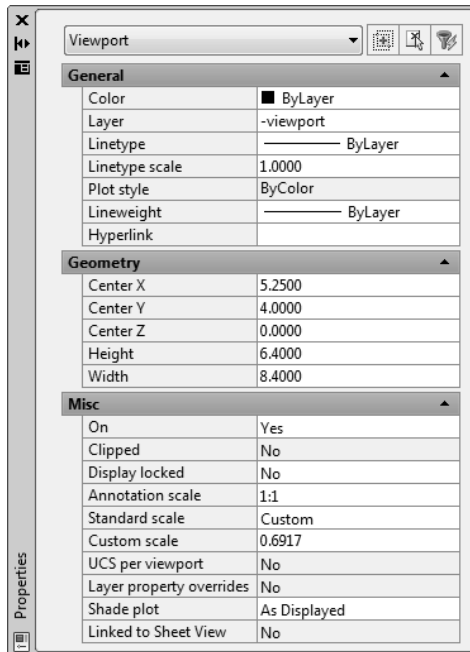 Viewport
General
Color ByLayer
Layer -viewport
Linetype ByLayer
Linetype scale 1.0000
Plot style ByColor
Lineweight ByLayer
Hyperlink
Geometry
Center X 5.2500
Center Y 4.0000
Center Z 0.0000
Height 6.4000
Width 8.4000
Misc
On Yes
Clipped No
Display locked No
Annotation scale 1:1
Standard scale Custom
Custom scale 0.6917
UCS per viewport No
Layer property overrides No
Shade plot As Displayed
Linked to Sheet View No
Properties